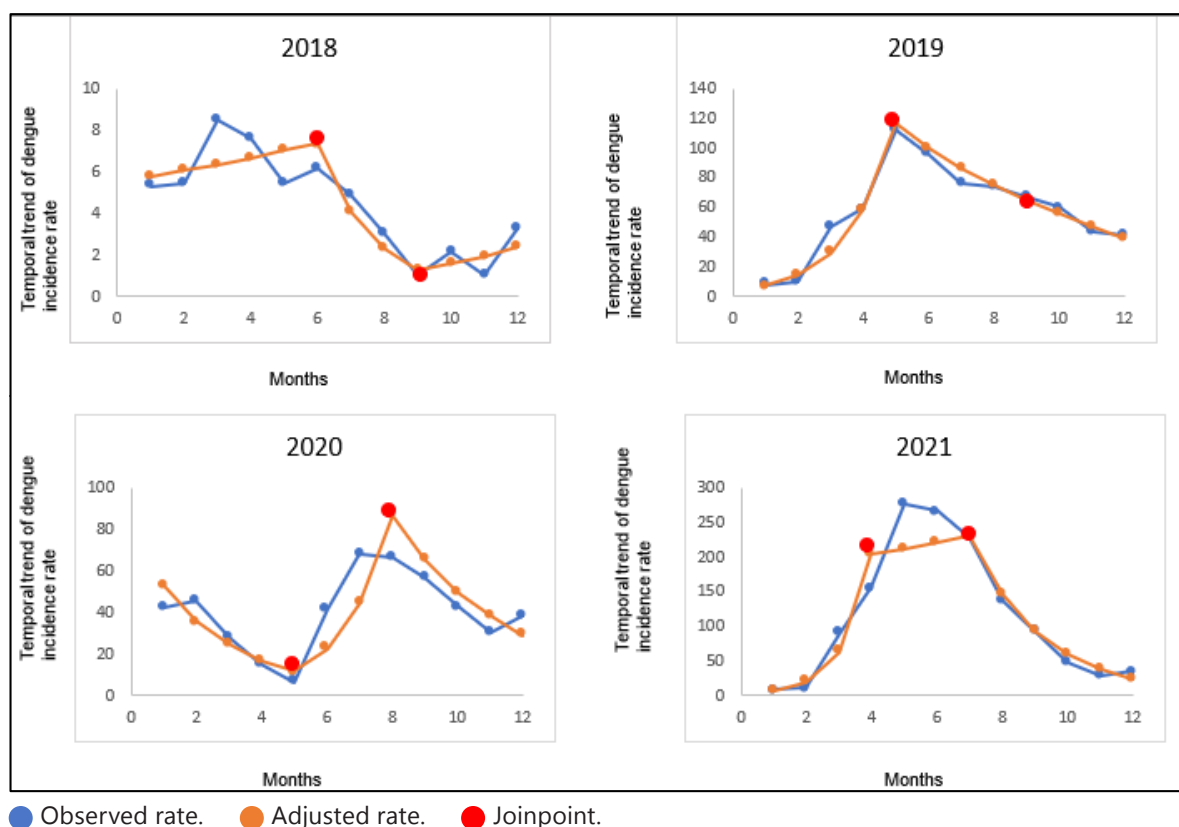 2018
Temporal trend of dengue
incidence rate
10
8
6
4
2
0
0 2 4 6 8 10 12
Months
2019
Temporal trend of dengue
incidence rate
140
120
100
80
60
40
20
0
0 2 4 6 8 10 12
Months
2020
Temporal trend of dengue
incidence rate
100
80
60
40
20
0
0 2 4 6 8 10 12
Months
2021
Temporal trend of dengue
incidence rate
300
250
200
150
100
50
0
0 2 4 6 8 10 12
Months
Observed rate. Adjusted rate. Joinpoint.